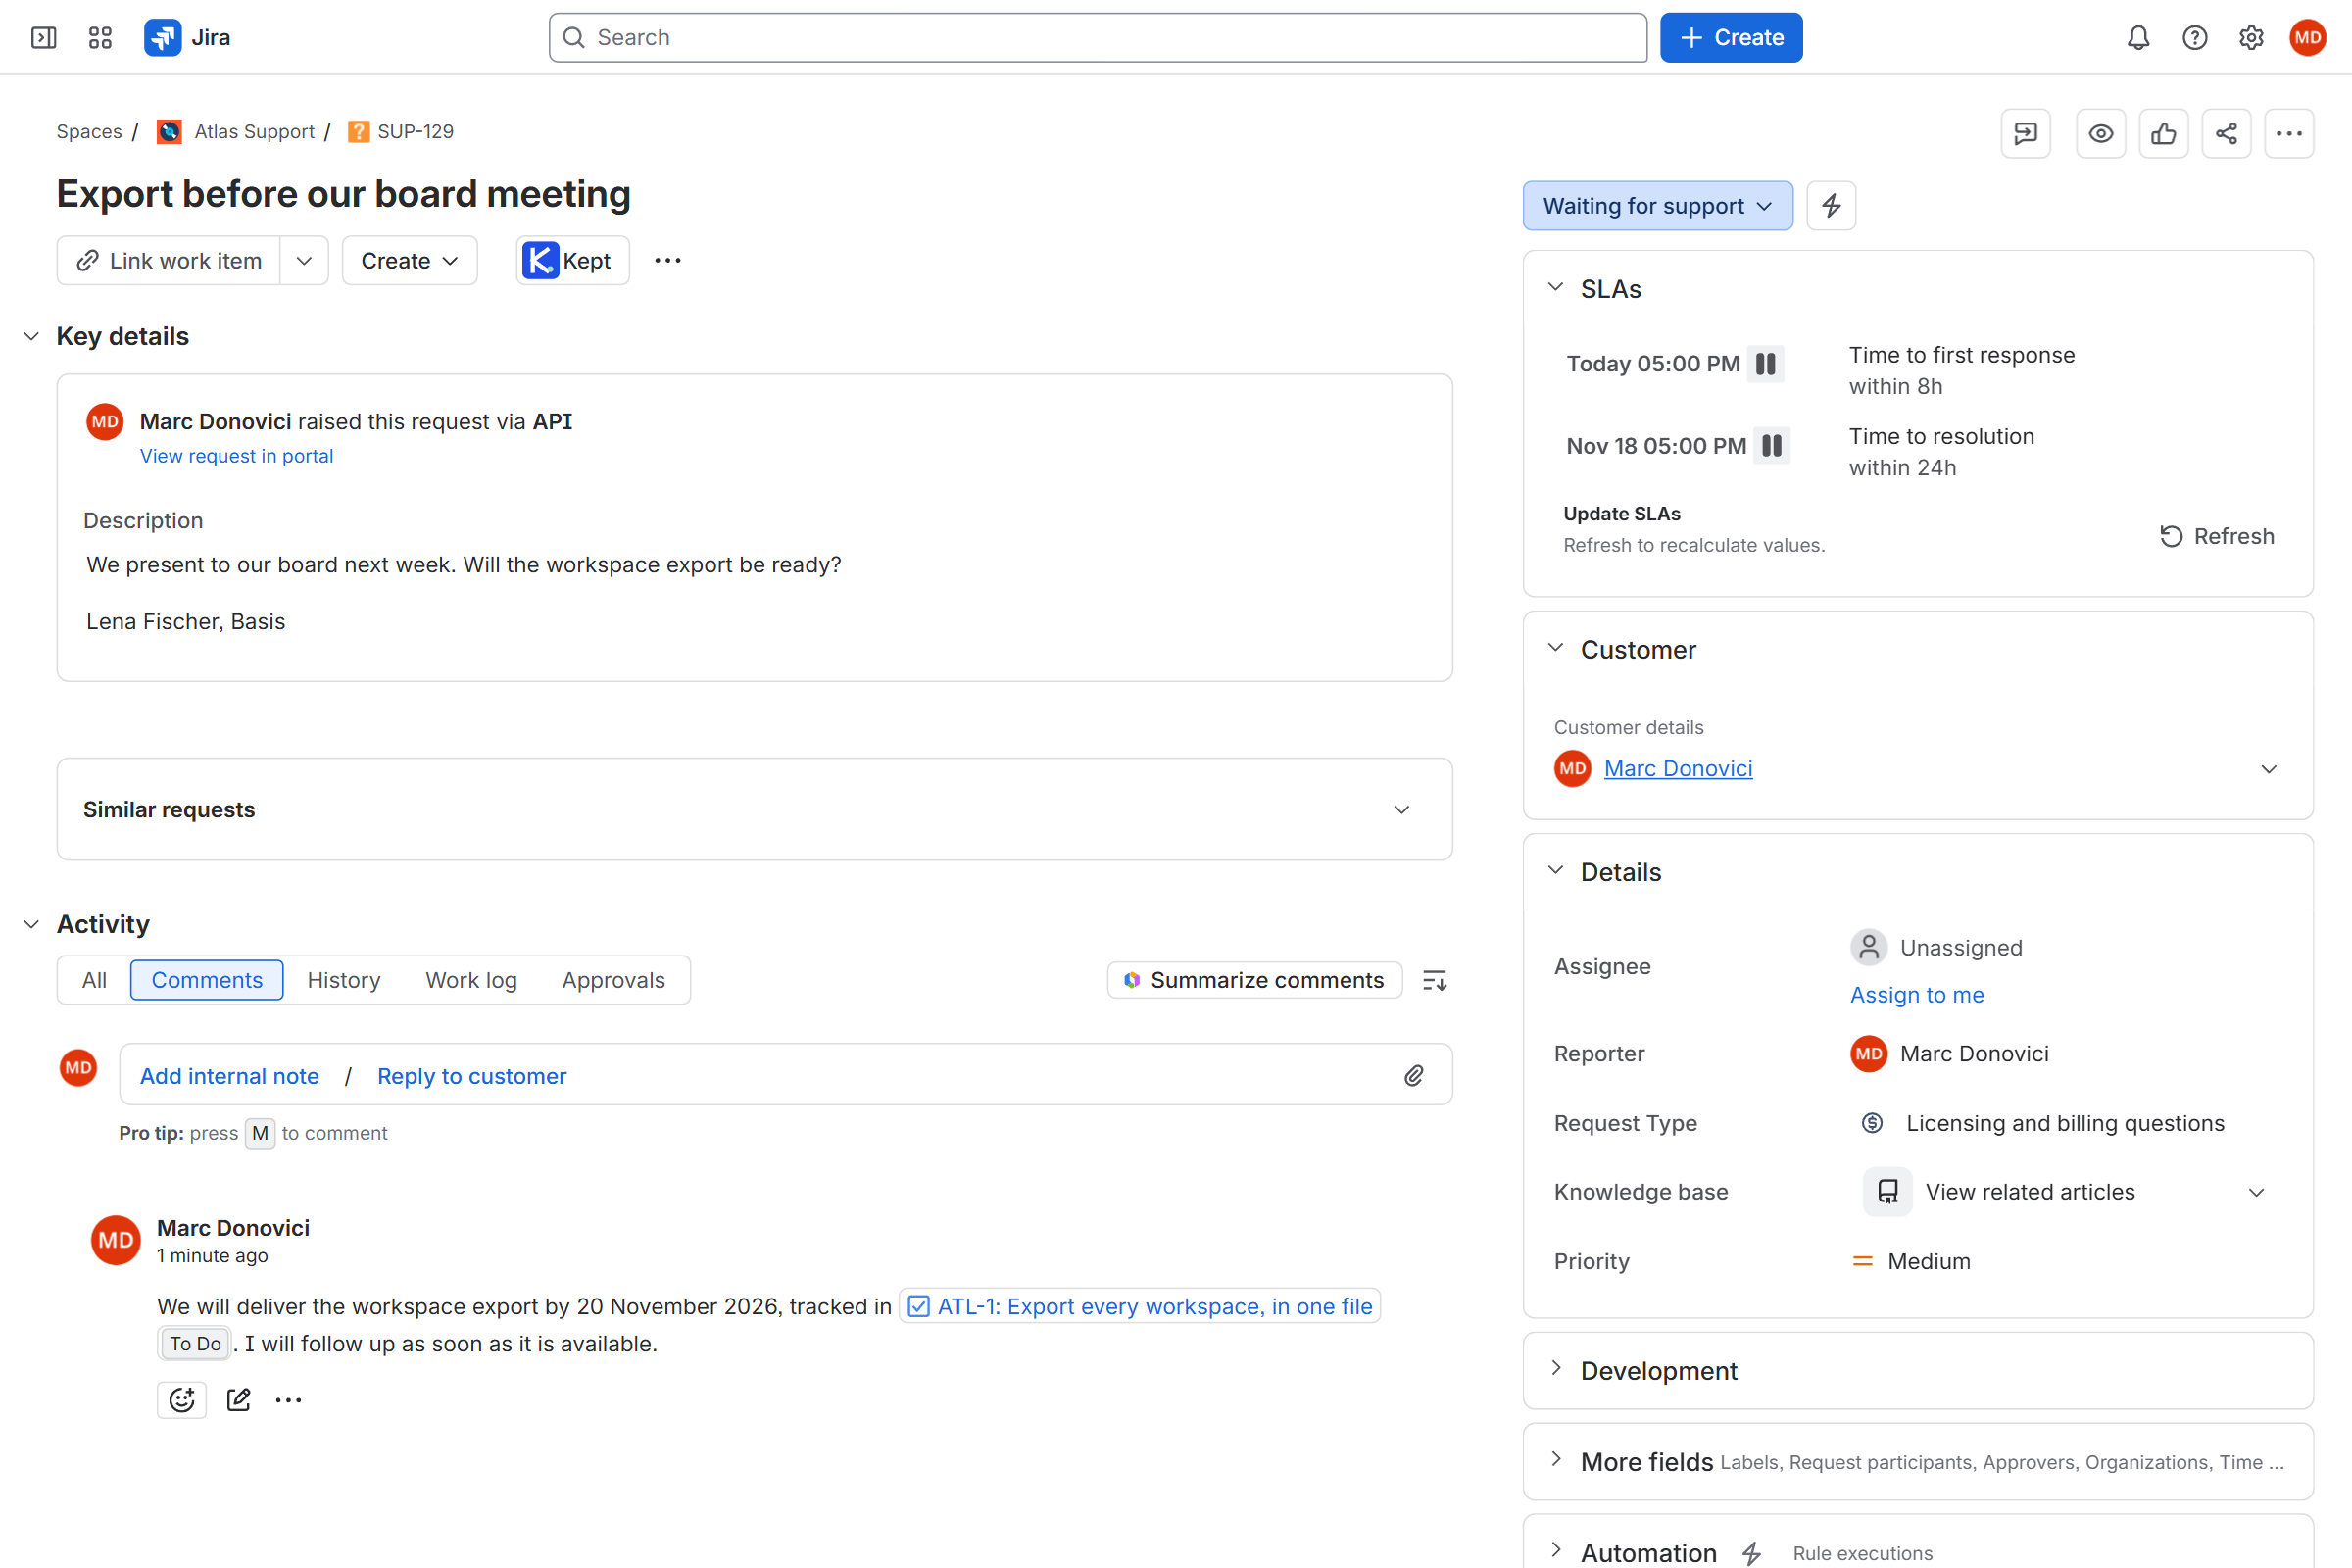 Jira
Search
Create
MD
Spaces / Atlas Support / SUP-129
Export before our board meeting
Link work item
Create
Kept
Key details
MD
Marc Donovici raised this request via API
View request in portal
Description
We present to our board next week. Will the workspace export be ready?
Lena Fischer, Basis
Similar requests
Activity
All
Comments
History
Work log
Approvals
Summarize comments
MD
Add internal note / Reply to customer
Pro tip: press M to comment
MD
Marc Donovici
1 minute ago
We will deliver the workspace export by 20 November 2026, tracked in ATL-1: Export every workspace, in one file
To Do . I will follow up as soon as it is available.
Waiting for support
SLAs
Today 05:00 PM
Time to first response
within 8h
Nov 18 05:00 PM
Time to resolution
within 24h
Update SLAs
Refresh to recalculate values.
Refresh
Customer
Customer details
MD Marc Donovici
Details
Assignee
Unassigned
Assign to me
Reporter
MD Marc Donovici
Request Type
Licensing and billing questions
Knowledge base
View related articles
Priority
Medium
Development
More fields Labels, Request participants, Approvers, Organizations, Time ...
Automation Rule executions